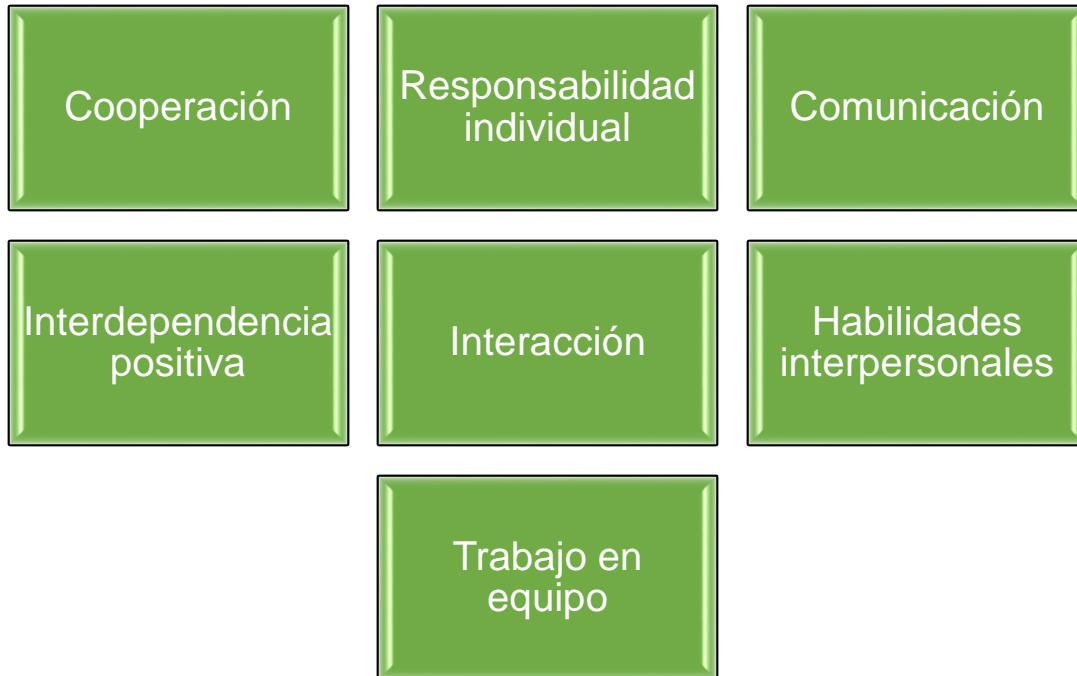 Cooperación
Responsabilidad
individual
Comunicación
Interdependencia
positiva
Interacción
Habilidades
interpersonales
Trabajo en
equipo